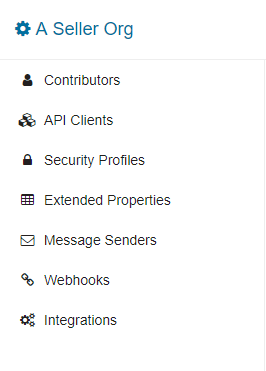 A Seller Org
Contributors
API Clients
Security Profiles
Extended Properties
Message Senders
Webhooks
Integrations